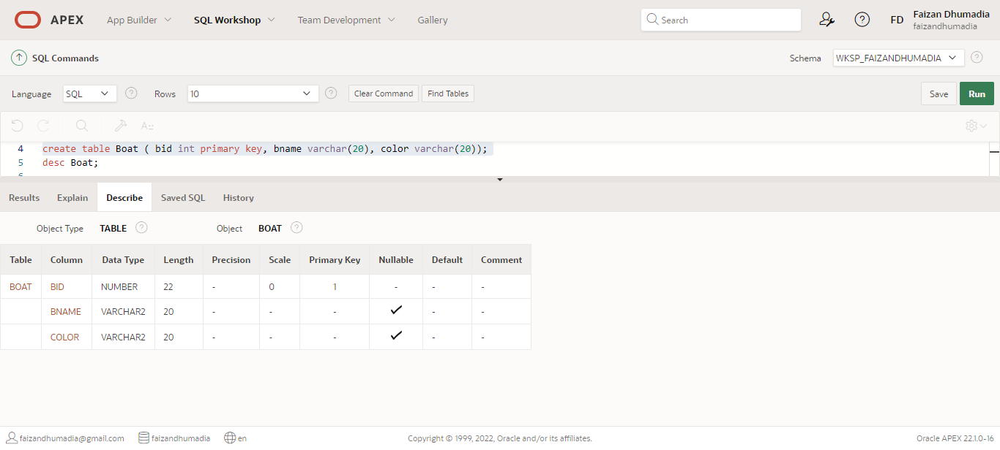 APEX App Builder SQL Workshop Team Development Gallery Search FD Faizan Dhumadia
faizandhumadia
SQL Commands Schema WKSP_FAIZANDHUMADIA
Language SQL Rows 10 Clear Command Find Tables Save Run
A::
4 create table Boat ( bid int primary key, bname varchar(20), color varchar(20));
5 desc Boat;
Results Explain Describe Saved SQL History
Object Type TABLE Object BOAT
Table Column Data Type Length Precision Scale Primary Key Nullable Default Comment
BOAT BID NUMBER 22 - 0 1 - - -
BNAME VARCHAR2 20 - - - - -
COLOR VARCHAR2 20 - - - - -
faizandhumadia@gmail.com faizandhumadia en Copyright © 1999, 2022, Oracle and/or its affiliates. Oracle APEX 22.1.0-16